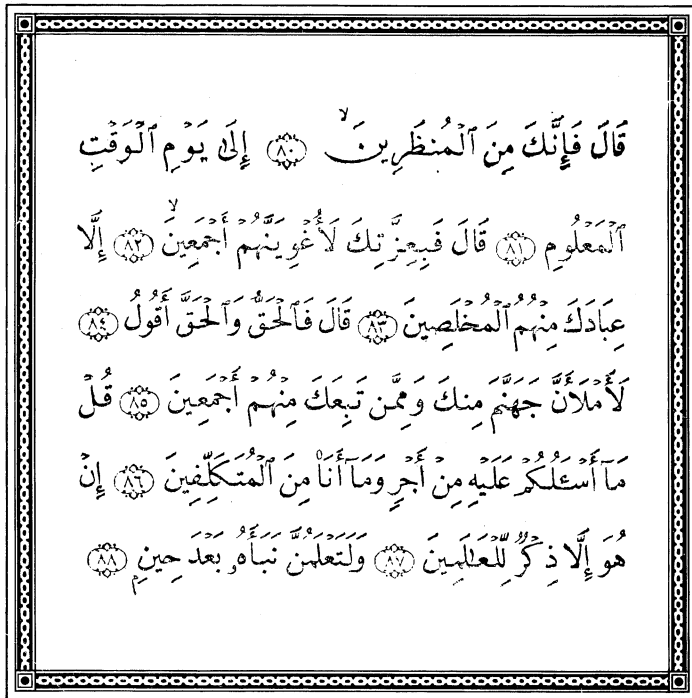 قَالَ فَإِنَّكَ مِنَ ٱلْمُنظَرِينَ ۙ ٨٠ إِلَىٰ يَوْمِ ٱلْوَقْتِ
ٱلْمَعْلُومِ ٨١ قَالَ فَبِعِزَّتِكَ لَأُغْوِيَنَّهُمْ أَجْمَعِينَ ۙ ٨٢ إِلَّا
عِبَادَكَ مِنْهُمُ ٱلْمُخْلَصِينَ ٨٣ قَالَ فَٱلْحَقُّ وَٱلْحَقَّ أَقُولُ ٨٤
لَأَمْلَأَنَّ جَهَنَّمَ مِنكَ وَمِمَّن تَبِعَكَ مِنْهُمْ أَجْمَعِينَ ٨٥ قُلْ
مَآ أَسْـَٔلُكُمْ عَلَيْهِ مِنْ أَجْرٍ وَمَآ أَنَا۠ مِنَ ٱلْمُتَكَلِّفِينَ ٨٦ إِنْ
هُوَ إِلَّا ذِكْرٌ لِّلْعَـٰلَمِينَ ٨٧ وَلَتَعْلَمُنَّ نَبَأَهُۥ بَعْدَ حِينٍۭ ٨٨